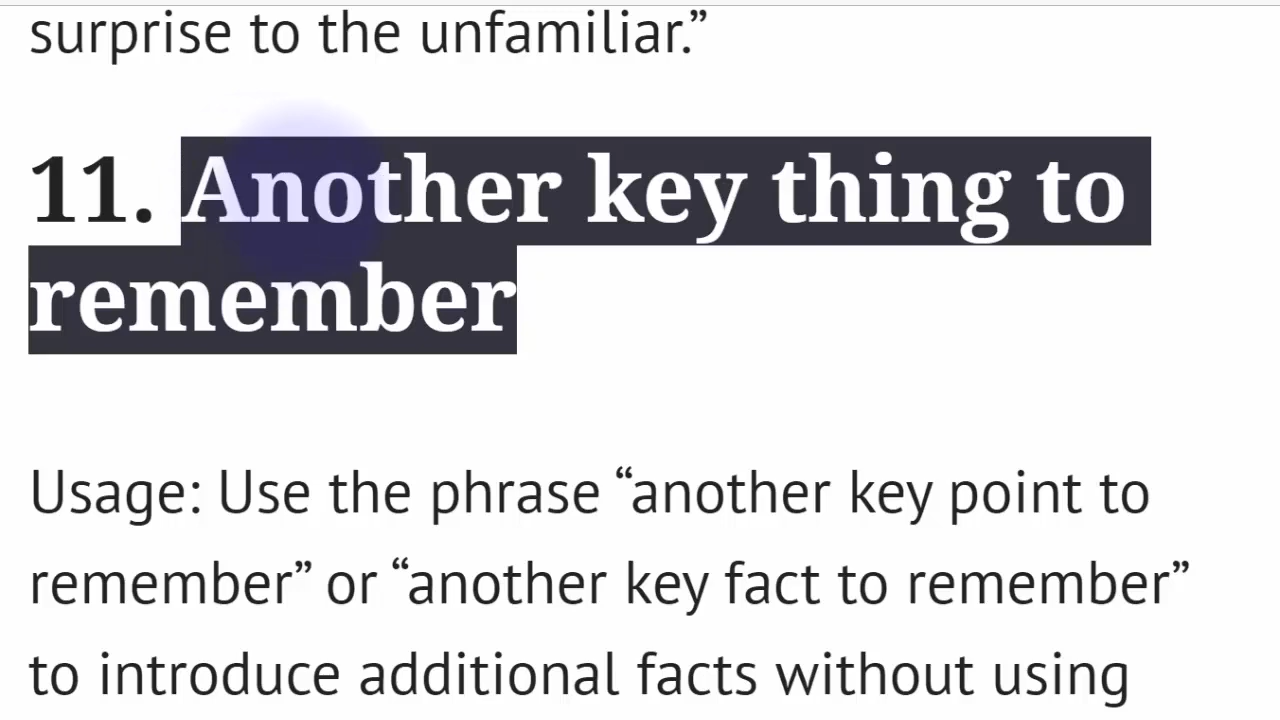 surprise to the unfamiliar.”
11. Another key thing to
remember
Usage: Use the phrase “another key point to
remember” or “another key fact to remember”
to introduce additional facts without using